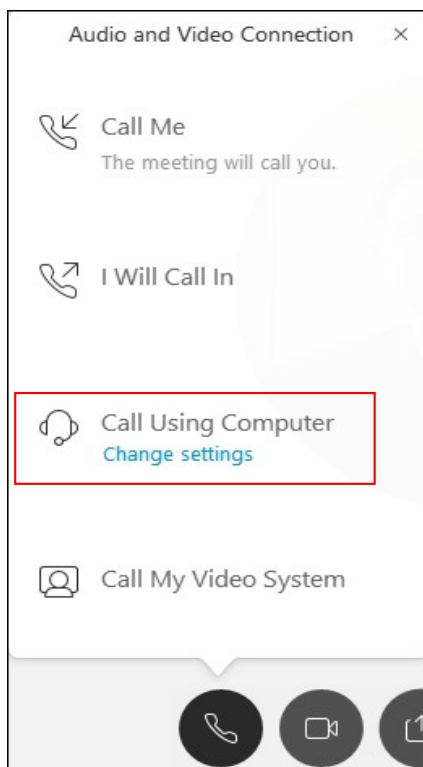 Audio and Video Connection
Call Me
The meeting will call you.
I Will Call In
Call Using Computer
Change settings
Call My Video System